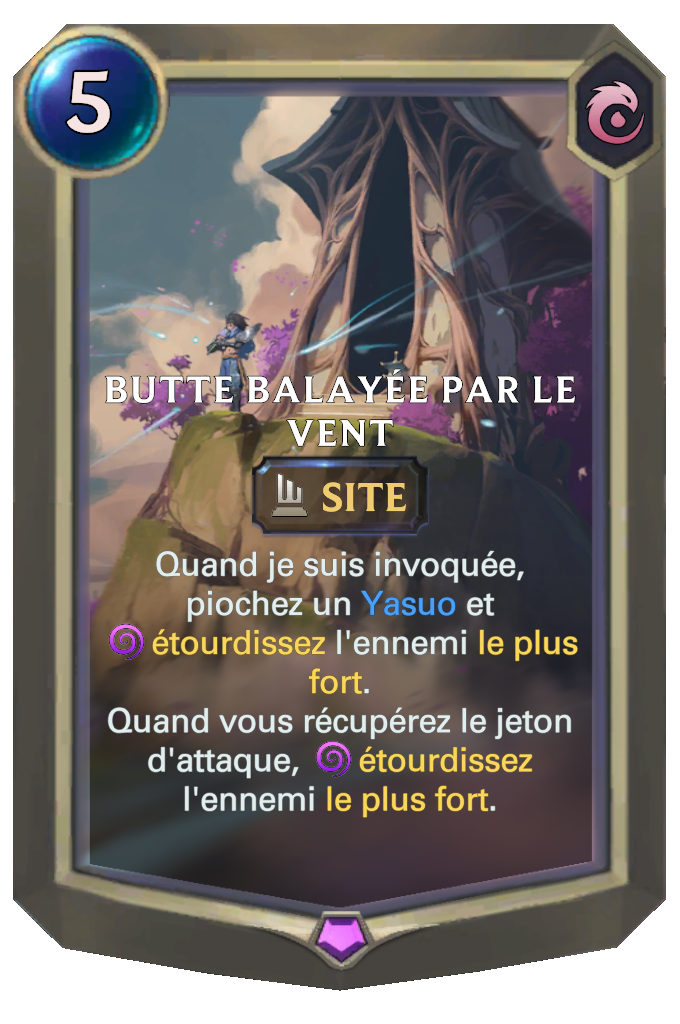 5
BUTTE BALAYÉE PAR LE
VENT
SITE
Quand je suis invoquée,
piochez un Yasuo et
étourdissez l'ennemi le plus
fort.
Quand vous récupérez le jeton
d'attaque, étourdissez
l'ennemi le plus fort.